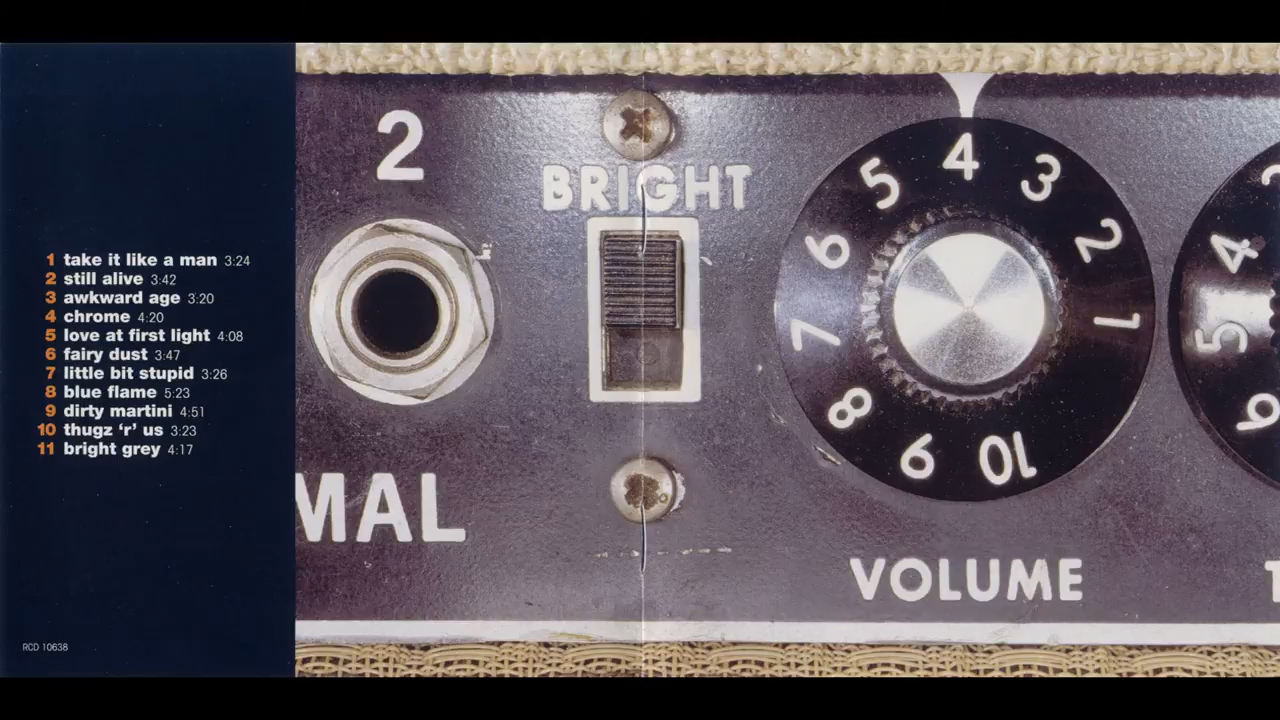 1 take it like a man 3:24
2 still alive 3:42
3 awkward age 3:20
4 chrome 4:20
5 love at first light 4:08
6 fairy dust 3:47
7 little bit stupid 3:26
8 blue flame 5:23
9 dirty martini 4:51
10 thugz ‘r’ us 3:23
11 bright grey 4:17
RCD 10638
2
BRIGHT
MAL
1 2 3 4 5 6 7 8 9 10
VOLUME
4
5
6
T